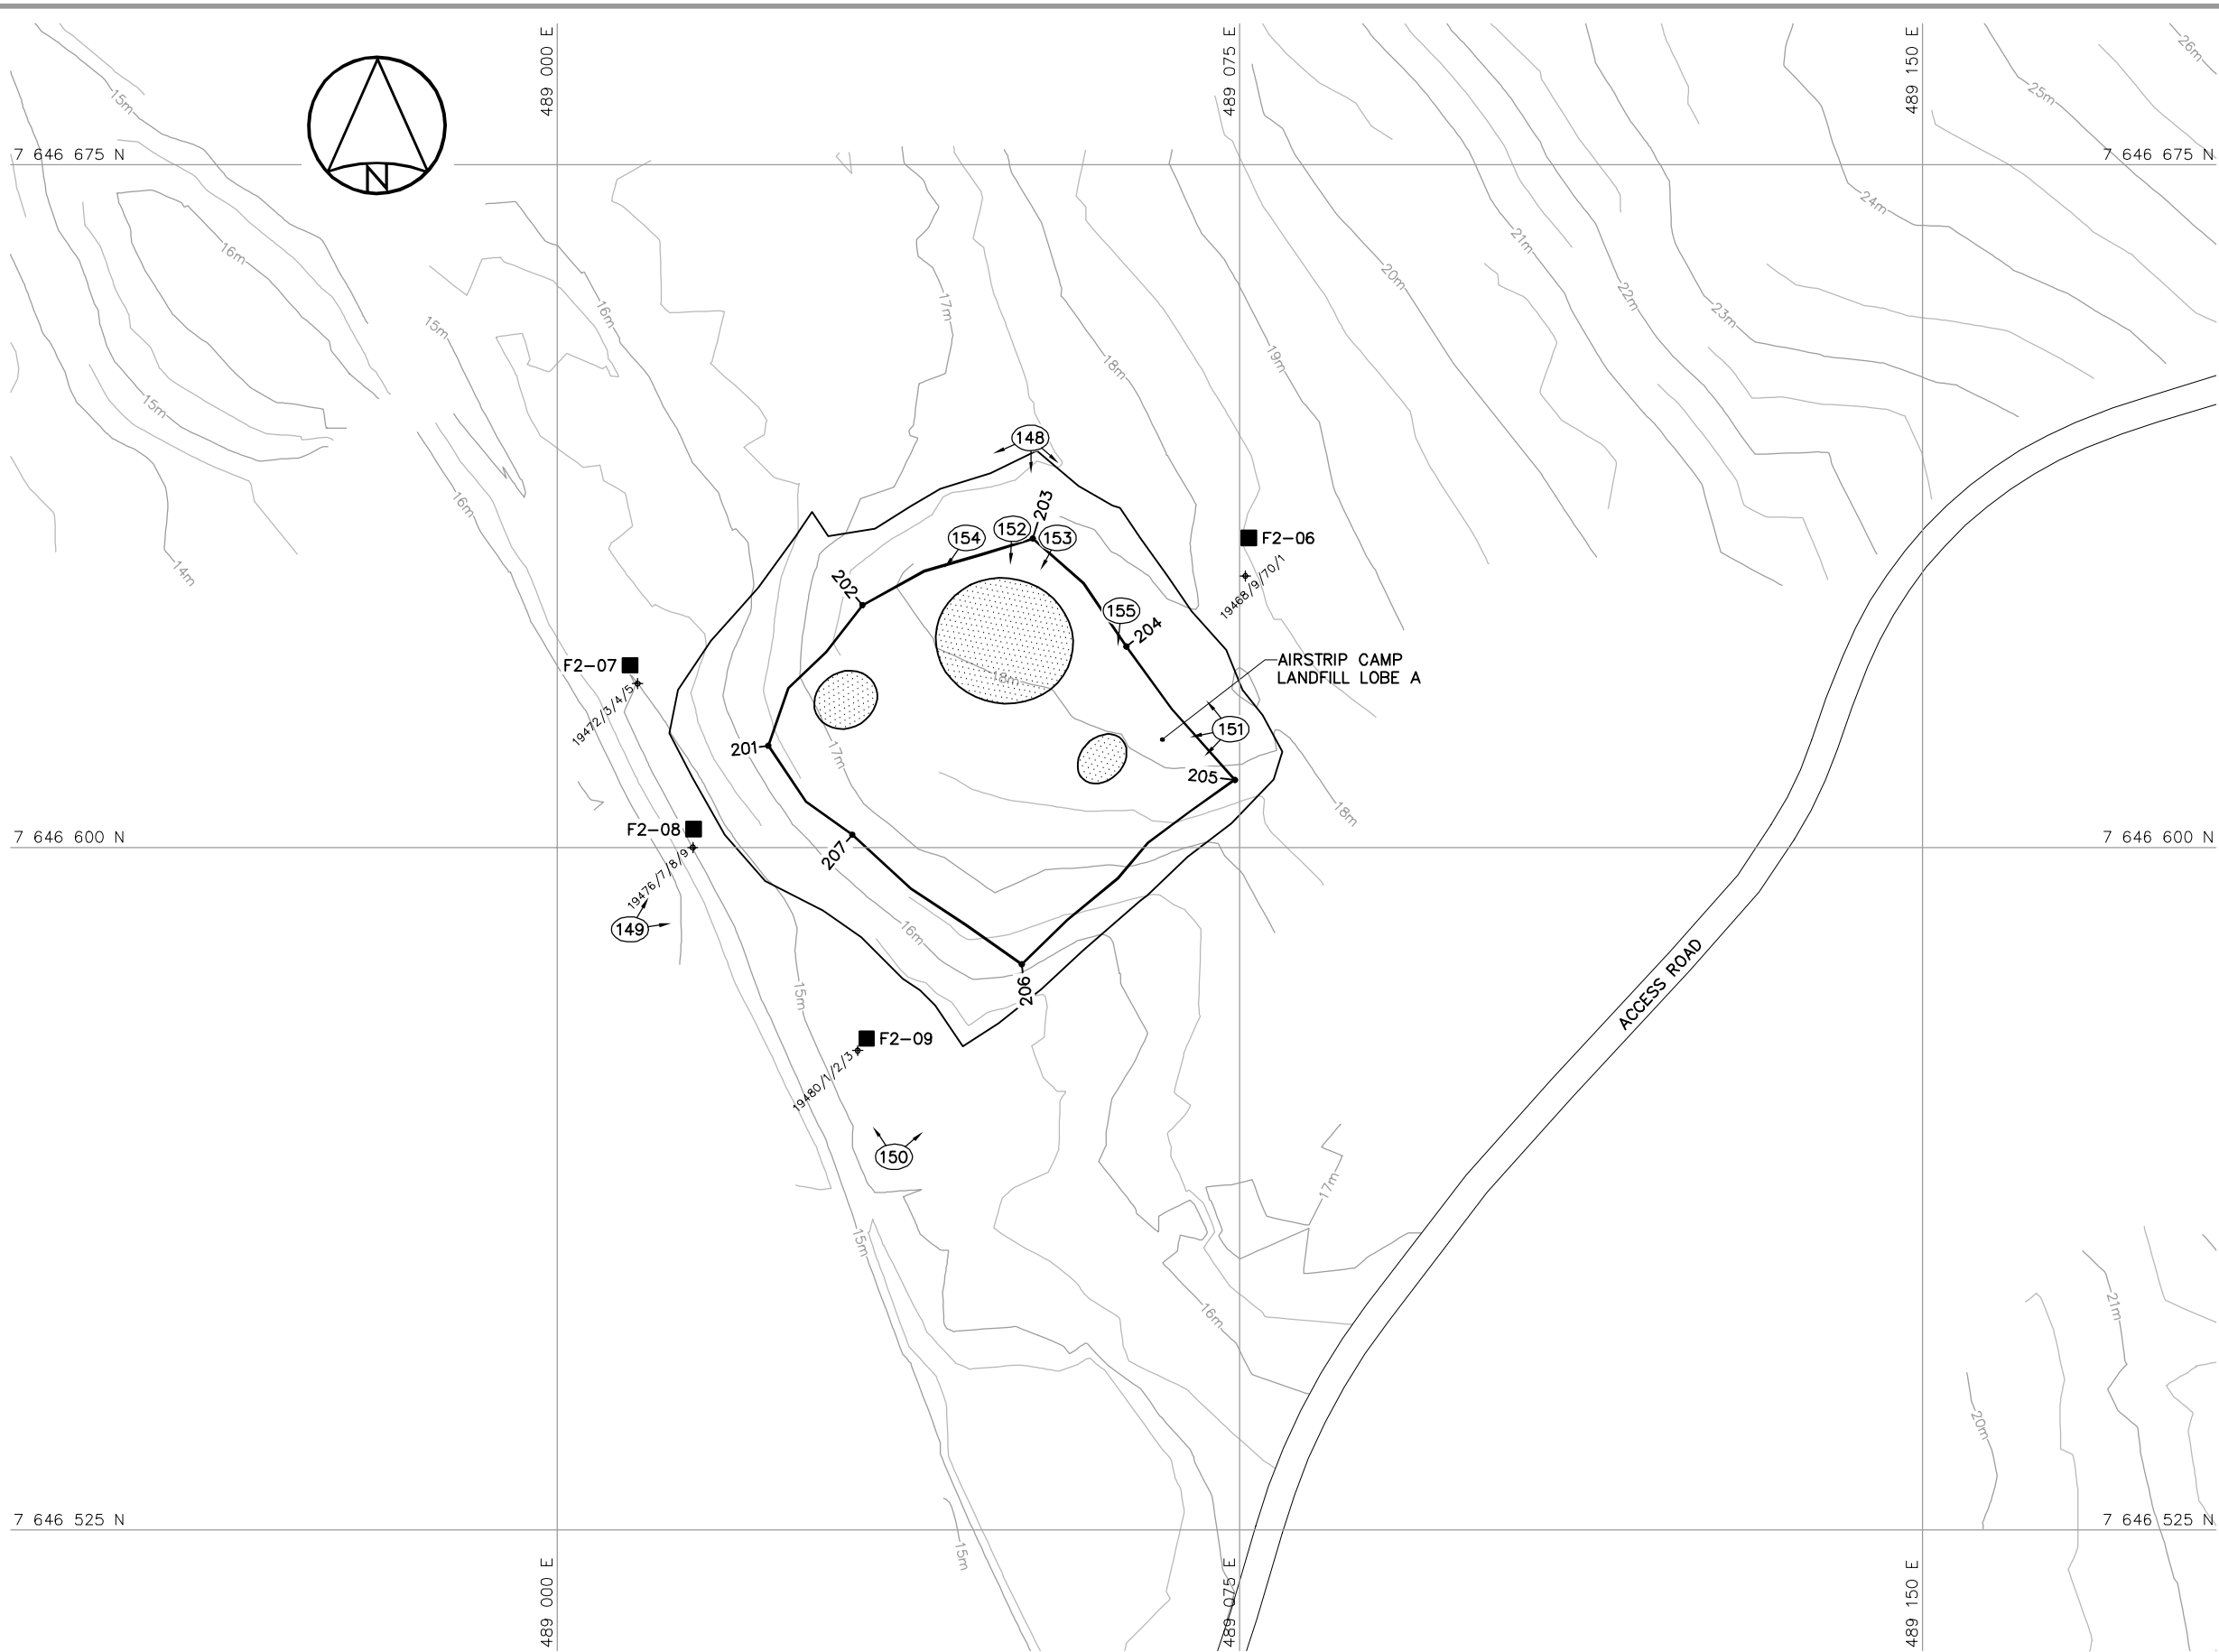 489 000 E
489 075 E
489 150 E
26m
25m
15m
7 646 675 N
7 646 675 N
N
24m
21m
16m
20m
22m
17m
16m
23m
15m
19m
18m
15m
148
16m
203
152
154
153
F2-06
14m
19468/9/70/1
202
155
204
F2-07
AIRSTRIP CAMP
LANDFILL LOBE A
18m
19472/3/4/5
151
201
17m
205
18m
F2-08
7 646 600 N
7 646 600 N
207
19476/7/8/9
149
16m
ACCESS ROAD
206
15m
F2-09
19480/1/2/3
150
17m
15m
21m
16m
20m
7 646 525 N
7 646 525 N
15m
489 000 E
489 075 E
489 150 E